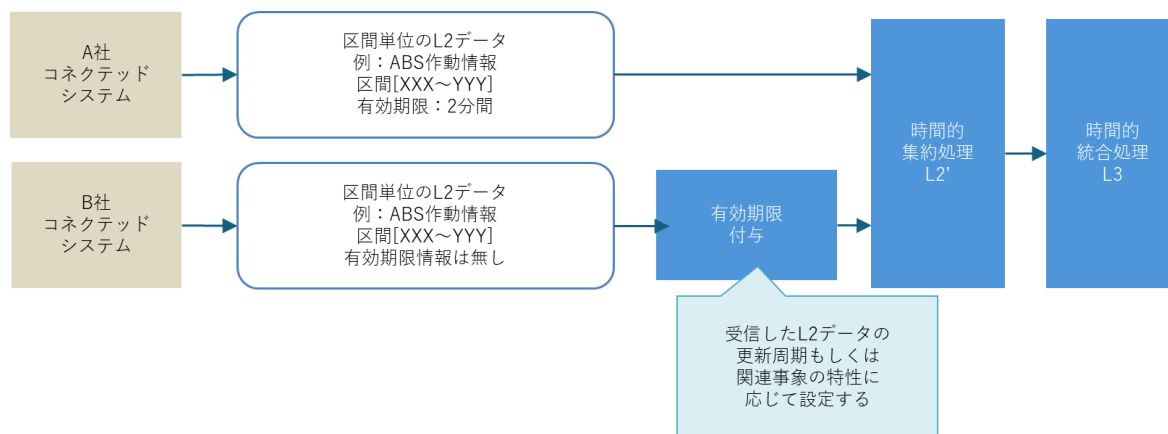 A社
コネクテッド
システム
区間単位のL2データ
例：ABS作動情報
区間[XXX～YYY]
有効期限：2分間
時間的
集約処理
L2’
時間的
統合処理
L3
B社
コネクテッド
システム
区間単位のL2データ
例：ABS作動情報
区間[XXX～YYY]
有効期限情報は無し
有効期限
付与
受信したL2データの
更新周期もしくは
関連事象の特性に
応じて設定する